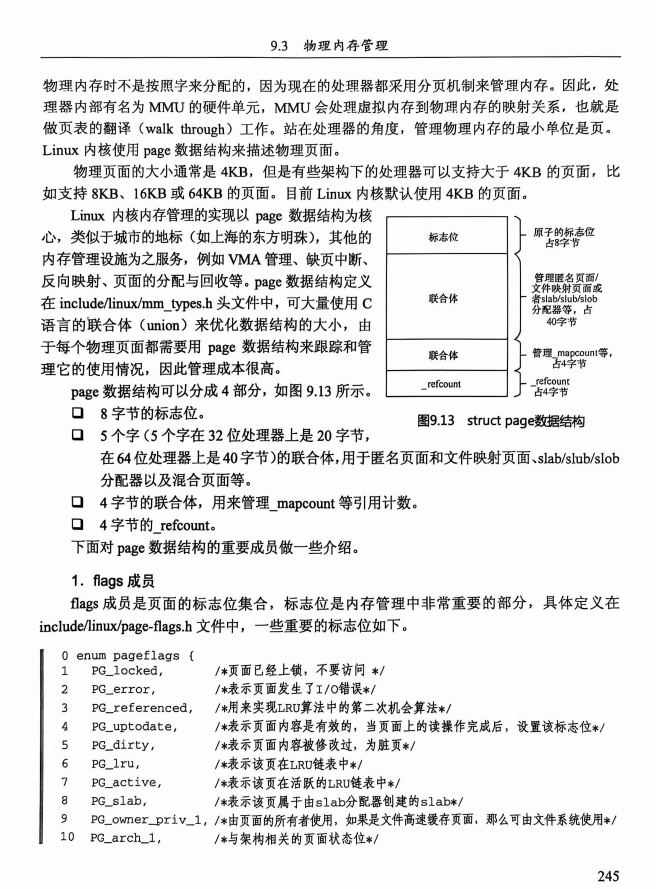 9.3 物理内存管理
物理内存时不是按照字来分配的，因为现在的处理器都采用分页机制来管理内存。因此，处
理器内部有名为 MMU 的硬件单元，MMU 会处理虚拟内存到物理内存的映射关系，也就是
做页表的翻译（walk through）工作。站在处理器的角度，管理物理内存的最小单位是页。
Linux 内核使用 page 数据结构来描述物理页面。
物理页面的大小通常是 4KB，但是有些架构下的处理器可以支持大于 4KB 的页面，比
如支持 8KB、16KB 或 64KB 的页面。目前 Linux 内核默认使用 4KB 的页面。
Linux 内核内存管理的实现以 page 数据结构为核
心，类似于城市的地标（如上海的东方明珠），其他的
内存管理设施为之服务，例如 VMA 管理、缺页中断、
反向映射、页面的分配与回收等。page 数据结构定义
在 include/linux/mm_types.h 头文件中，可大量使用 C
语言的联合体（union）来优化数据结构的大小，由
于每个物理页面都需要用 page 数据结构来跟踪和管
理它的使用情况，因此管理成本很高。
page 数据结构可以分成 4 部分，如图 9.13 所示。
标志位
原子的标志位
占8字节
联合体
管理匿名页面/
文件映射页面或
者slab/slub/slob
分配器等，占
40字节
联合体
管理_mapcount等，
占4字节
_refcount
_refcount
占4字节
图9.13 struct page数据结构
❑ 8 字节的标志位。
❑ 5 个字（5 个字在 32 位处理器上是 20 字节，
在 64 位处理器上是 40 字节）的联合体，用于匿名页面和文件映射页面、slab/slub/slob
分配器以及混合页面等。
❑ 4 字节的联合体，用来管理_mapcount 等引用计数。
❑ 4 字节的_refcount。
下面对 page 数据结构的重要成员做一些介绍。
1．flags 成员
flags 成员是页面的标志位集合，标志位是内存管理中非常重要的部分，具体定义在
include/linux/page-flags.h 文件中，一些重要的标志位如下。
0 enum pageflags {
1 PG_locked, /*页面已经上锁，不要访问 */
2 PG_error, /*表示页面发生了I/O错误*/
3 PG_referenced, /*用来实现LRU算法中的第二次机会算法*/
4 PG_uptodate, /*表示页面内容是有效的，当页面上的读操作完成后，设置该标志位*/
5 PG_dirty, /*表示页面内容被修改过，为脏页*/
6 PG_lru, /*表示该页在LRU链表中*/
7 PG_active, /*表示该页在活跃的LRU链表中*/
8 PG_slab, /*表示该页属于由slab分配器创建的slab*/
9 PG_owner_priv_1, /*由页面的所有者使用，如果是文件高速缓存页面，那么可由文件系统使用*/
10 PG_arch_1, /*与架构相关的页面状态位*/
245